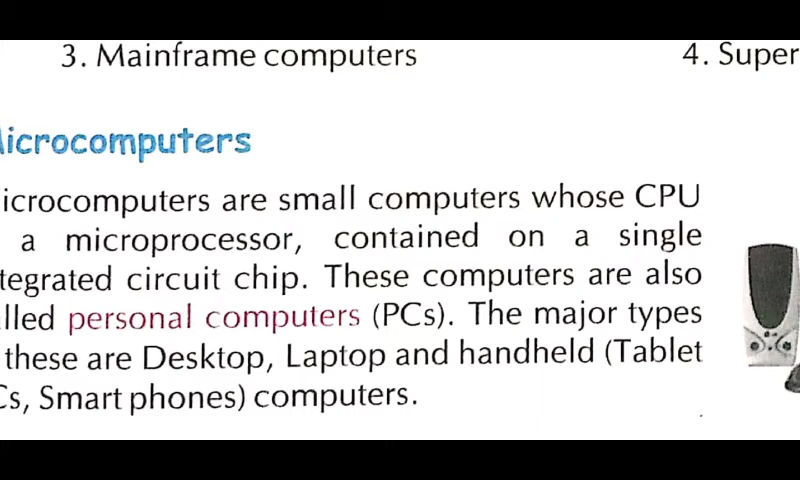 3. Mainframe computers 4. Super
Microcomputers
icrocomputers are small computers whose CPU
a microprocessor, contained on a single
tegrated circuit chip. These computers are also
lled personal computers (PCs). The major types
these are Desktop, Laptop and handheld (Tablet
Cs, Smart phones) computers.